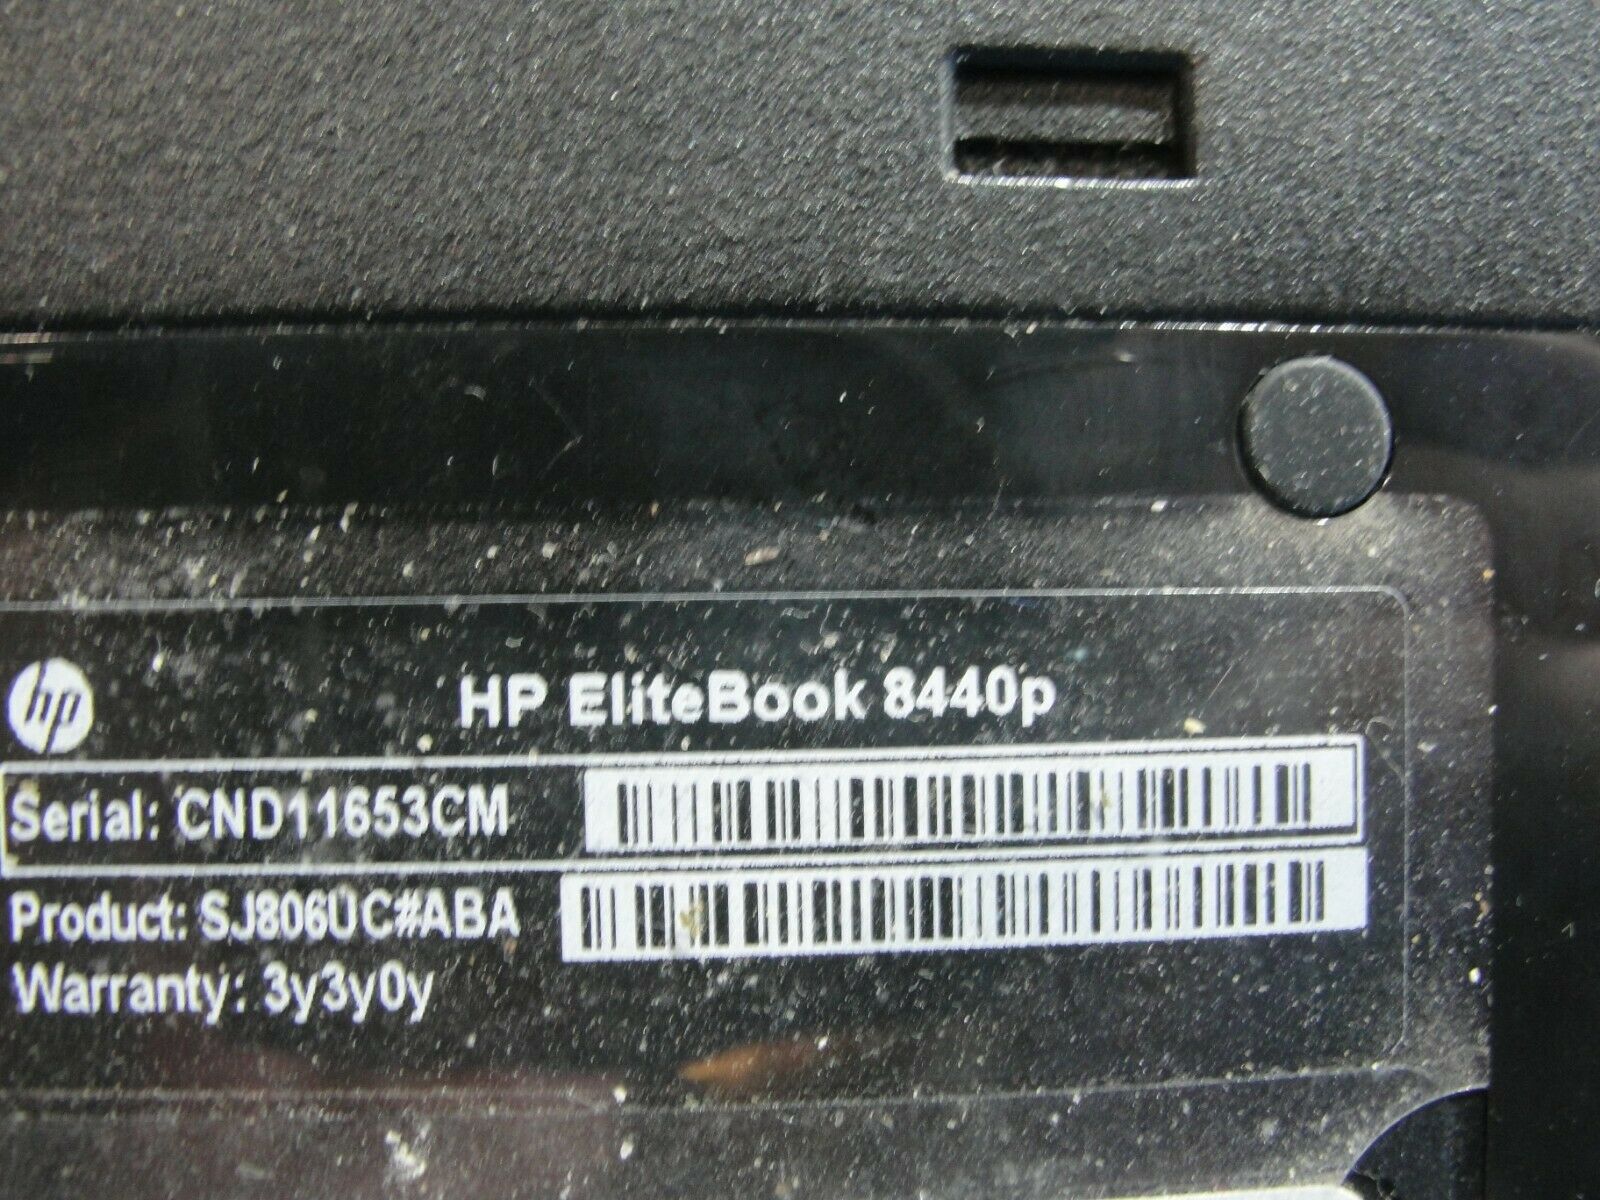 hp
HP EliteBook 8440p
Serial: CND11653CM
Product: SJ806UC#ABA
Warranty: 3y3y0y